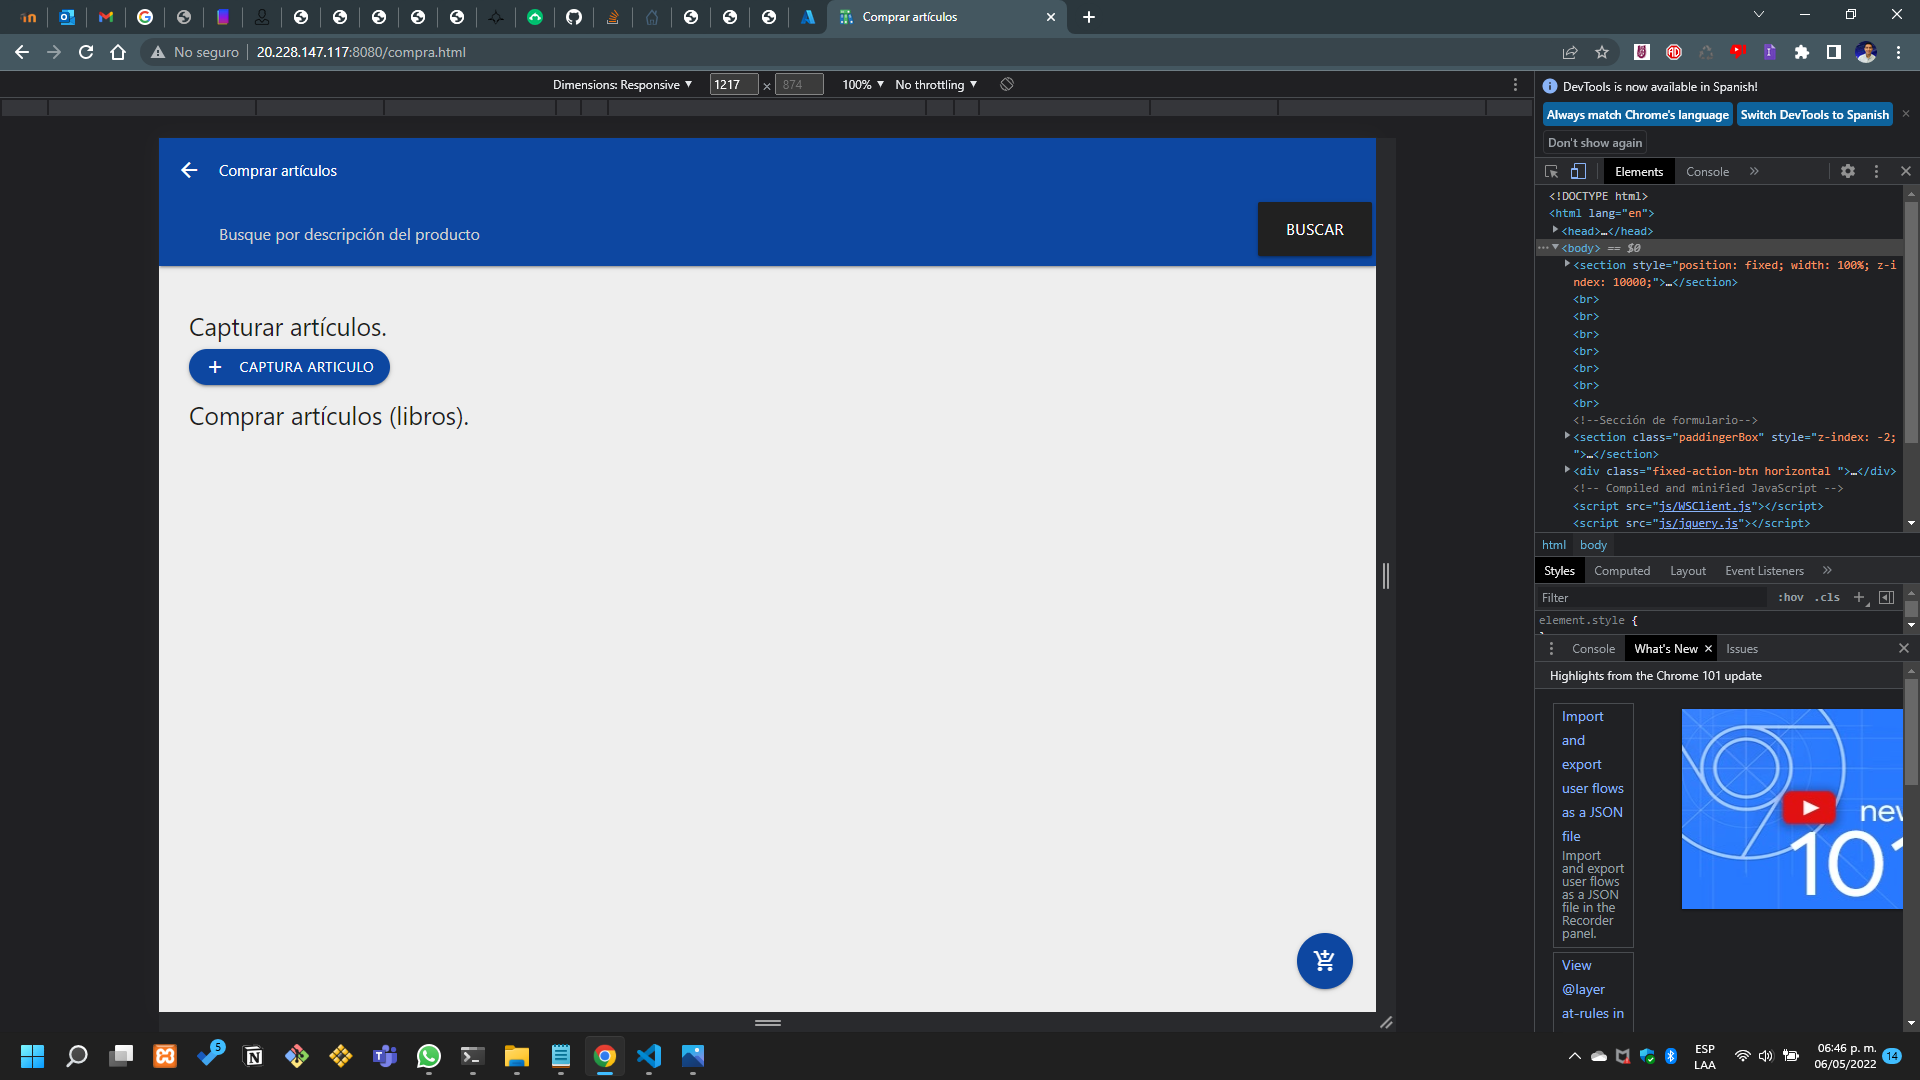 Comprar artículos
No seguro
20.228.147.117:8080/compra.html
Dimensions: Responsive
1217
×
874
100%
No throttling
DevTools is now available in Spanish!
Always match Chrome's language
Switch DevTools to Spanish
Don't show again
Elements
Console
Comprar artículos
Busque por descripción del producto
BUSCAR
Capturar artículos.
CAPTURA ARTICULO
Comprar artículos (libros).
<!DOCTYPE html>
<html lang="en">
<head>…</head>
<body> == $0
<section style="position: fixed; width: 100%; z-i
ndex: 10000;">…</section>
<br>
<br>
<br>
<br>
<br>
<br>
<br>
<!--Sección de formulario-->
<section class="paddingerBox" style="z-index: -2;
">…</section>
<div class="fixed-action-btn horizontal ">…</div>
<!-- Compiled and minified JavaScript -->
<script src="js/WSClient.js"></script>
<script src="js/jquery.js"></script>
html
body
Styles
Computed
Layout
Event Listeners
Filter
:hov
.cls
element.style {
Console
What's New
Issues
Highlights from the Chrome 101 update
Import
and
export
user flows
as a JSON
file
Import
and export
user flows
as a JSON
file in the
Recorder
panel.
new
101
View
@layer
at-rules in
5
ESP
LAA
06:46 p. m.
06/05/2022
14